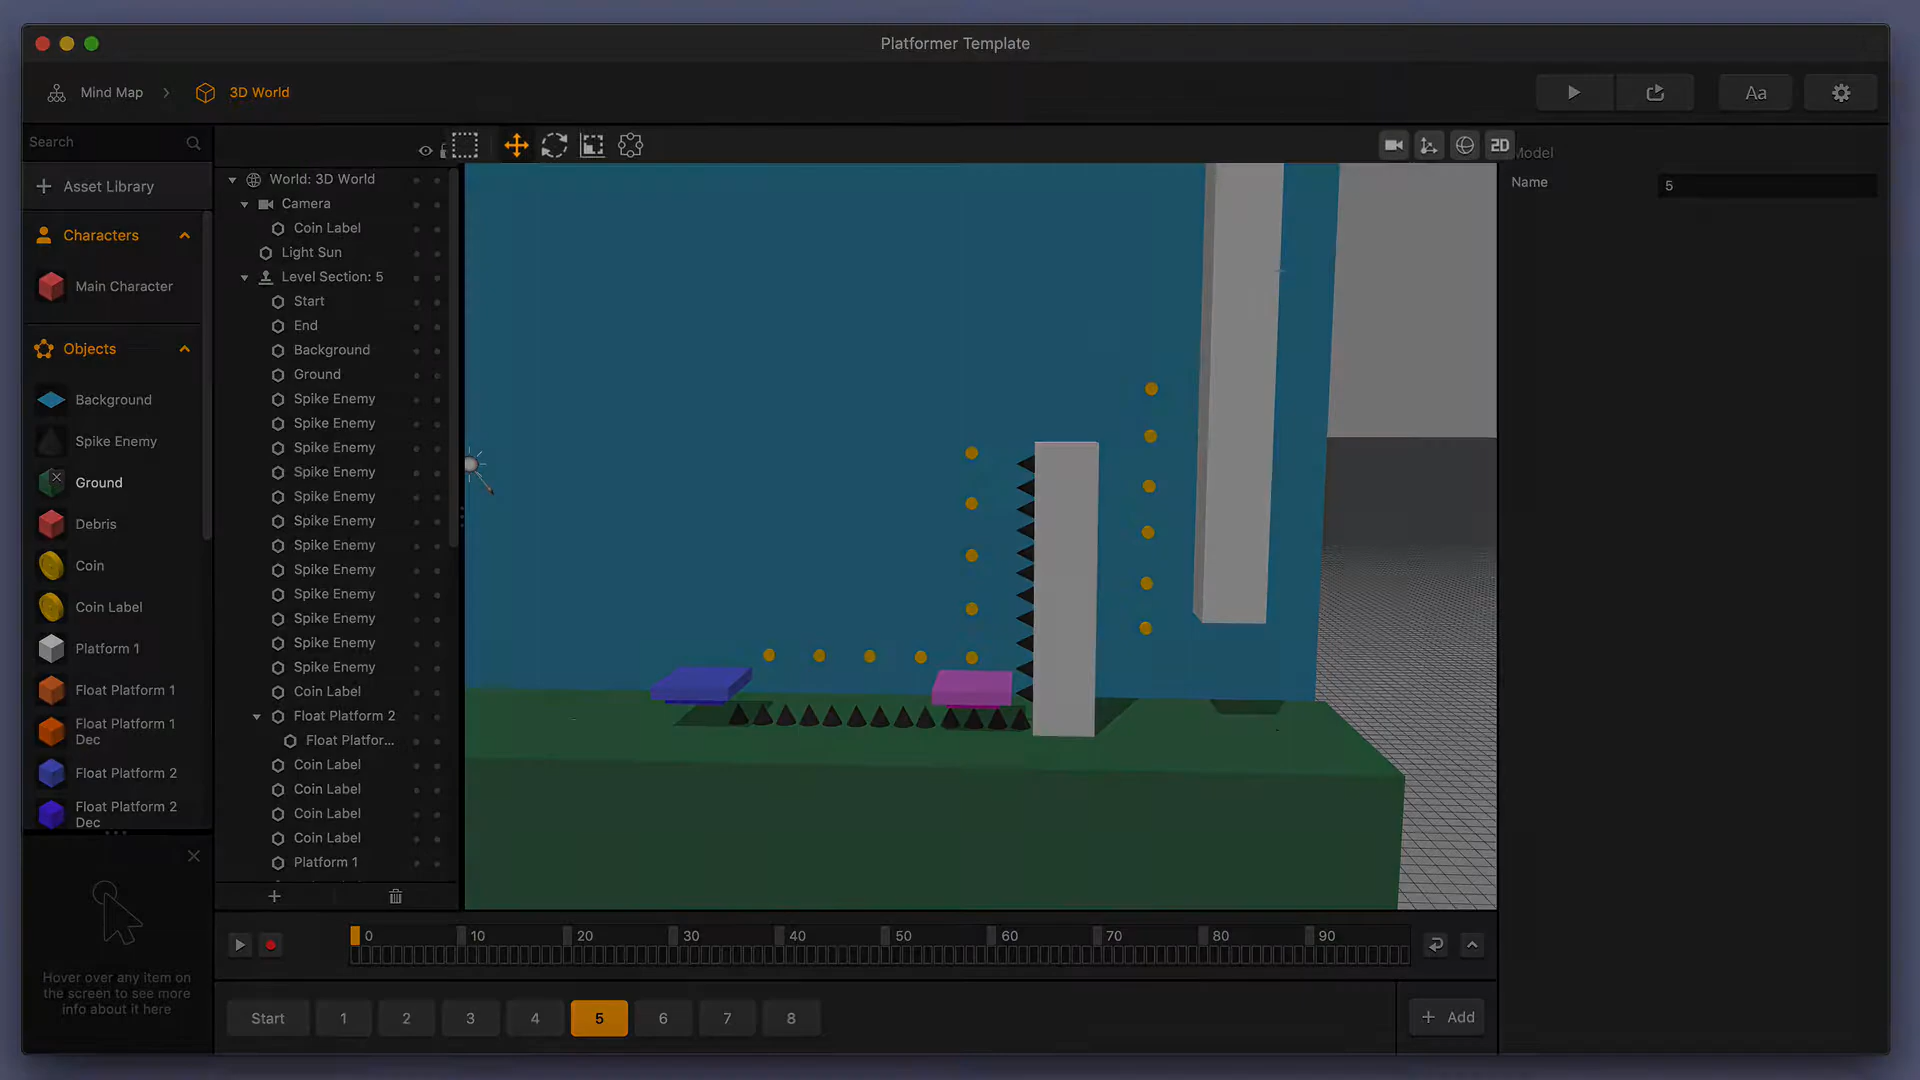 Platformer Template
Mind Map
3D World
Aa
Search
Asset Library
Characters
Main Character
Objects
Background
Spike Enemy
Ground
Debris
Coin
Coin Label
Platform 1
Float Platform 1
Float Platform 1
Dec
Float Platform 2
Float Platform 2
Dec
Hover over any item on
the screen to see more
info about it here
World: 3D World
Camera
Coin Label
Light Sun
Level Section: 5
Start
End
Background
Ground
Spike Enemy
Spike Enemy
Spike Enemy
Spike Enemy
Spike Enemy
Spike Enemy
Spike Enemy
Spike Enemy
Spike Enemy
Spike Enemy
Spike Enemy
Spike Enemy
Coin Label
Float Platform 2
Float Platfor...
Coin Label
Coin Label
Coin Label
Coin Label
Platform 1
2D
Model
Name
5
0 10 20 30 40 50 60 70 80 90
Start 1 2 3 4 5 6 7 8
Add